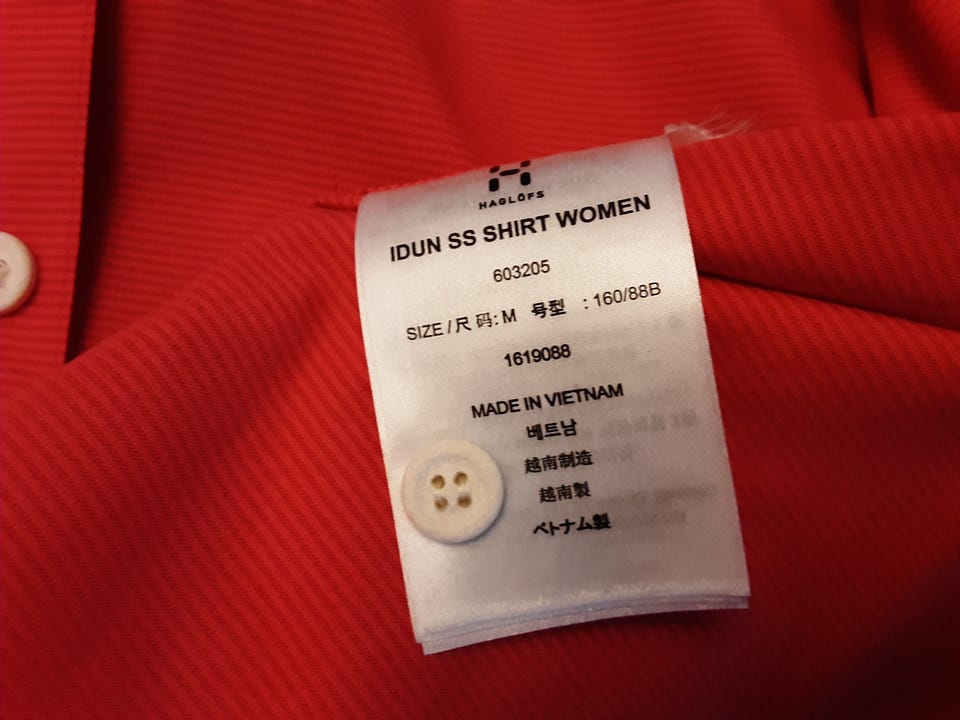 HAGLÖFS
IDUN SS SHIRT WOMEN
603205
SIZE / 尺 码: M 号型 : 160/88B
1619088
MADE IN VIETNAM
베트남
越南制造
越南製
ベトナム製